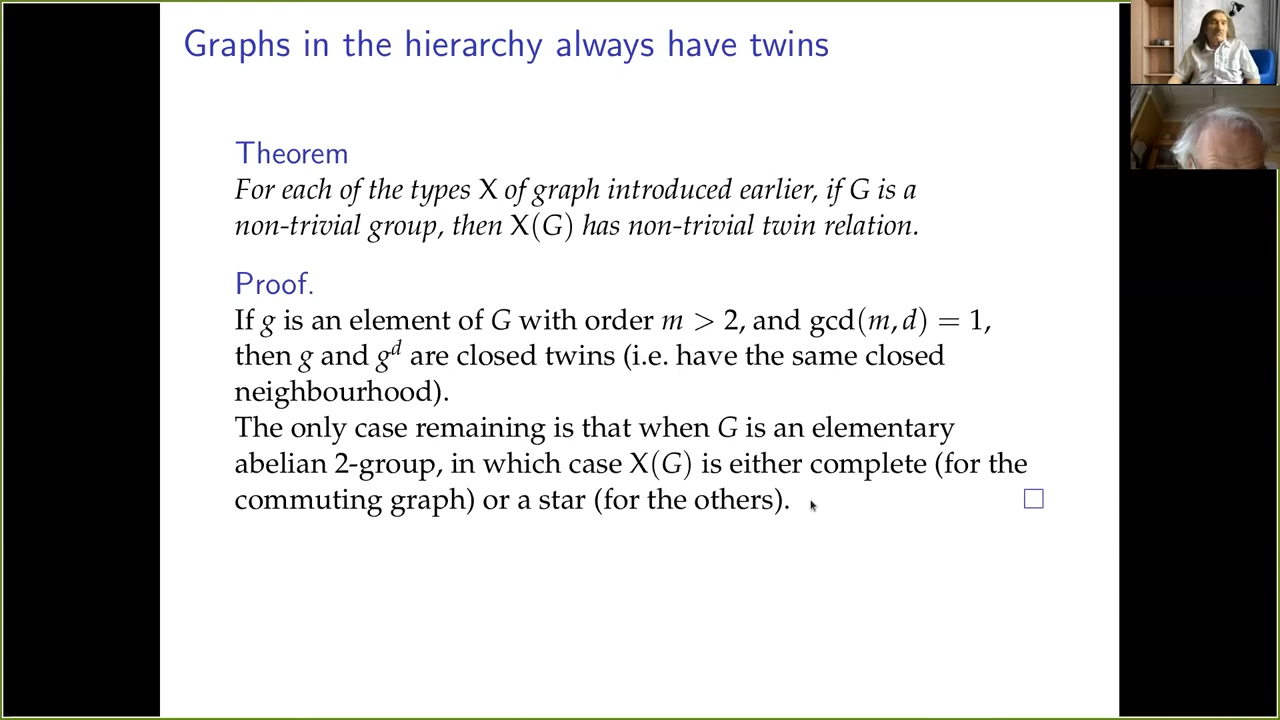 Graphs in the hierarchy always have twins
Theorem
For each of the types X of graph introduced earlier, if G is a
non-trivial group, then X(G) has non-trivial twin relation.
Proof.
If g is an element of G with order m > 2, and gcd(m, d) = 1,
then g and g^d are closed twins (i.e. have the same closed
neighbourhood).
The only case remaining is that when G is an elementary
abelian 2-group, in which case X(G) is either complete (for the
commuting graph) or a star (for the others). □